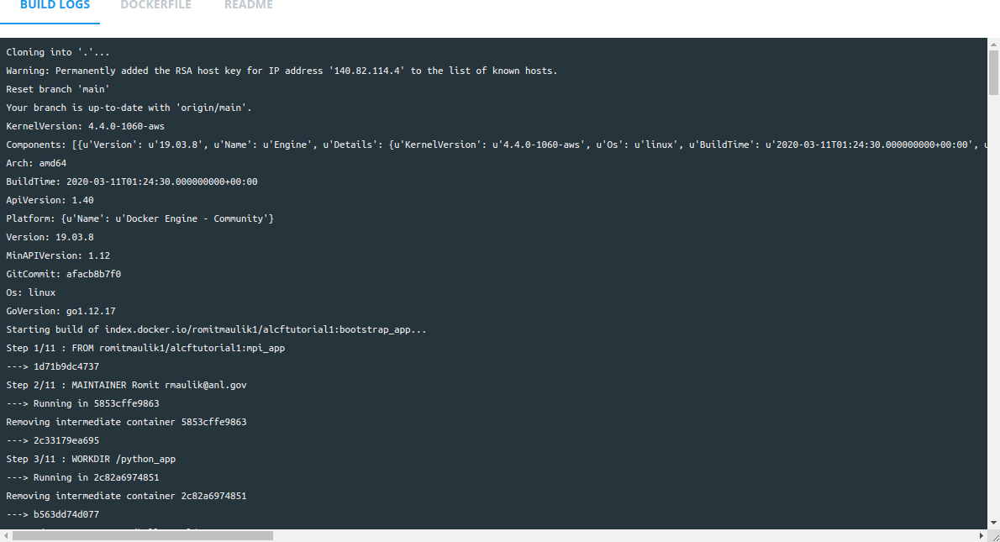 BUILD LOGS DOCKERFILE README
Cloning into '.'...
Warning: Permanently added the RSA host key for IP address '140.82.114.4' to the list of known hosts.
Reset branch 'main'
Your branch is up-to-date with 'origin/main'.
KernelVersion: 4.4.0-1060-aws
Components: [{u'Version': u'19.03.8', u'Name': u'Engine', u'Details': {u'KernelVersion': u'4.4.0-1060-aws', u'Os': u'linux', u'BuildTime': u'2020-03-11T01:24:30.000000000+00:00',
Arch: amd64
BuildTime: 2020-03-11T01:24:30.000000000+00:00
ApiVersion: 1.40
Platform: {u'Name': u'Docker Engine - Community'}
Version: 19.03.8
MinAPIVersion: 1.12
GitCommit: afacb8b7f0
Os: linux
GoVersion: go1.12.17
Starting build of index.docker.io/romitmaulik1/alcftutorial1:bootstrap_app...
Step 1/11 : FROM romitmaulik1/alcftutorial1:mpi_app
---> 1d71b9dc4737
Step 2/11 : MAINTAINER Romit rmaulik@anl.gov
---> Running in 5853cffe9863
Removing intermediate container 5853cffe9863
---> 2c33179ea695
Step 3/11 : WORKDIR /python_app
---> Running in 2c82a6974851
Removing intermediate container 2c82a6974851
---> b563dd74d077